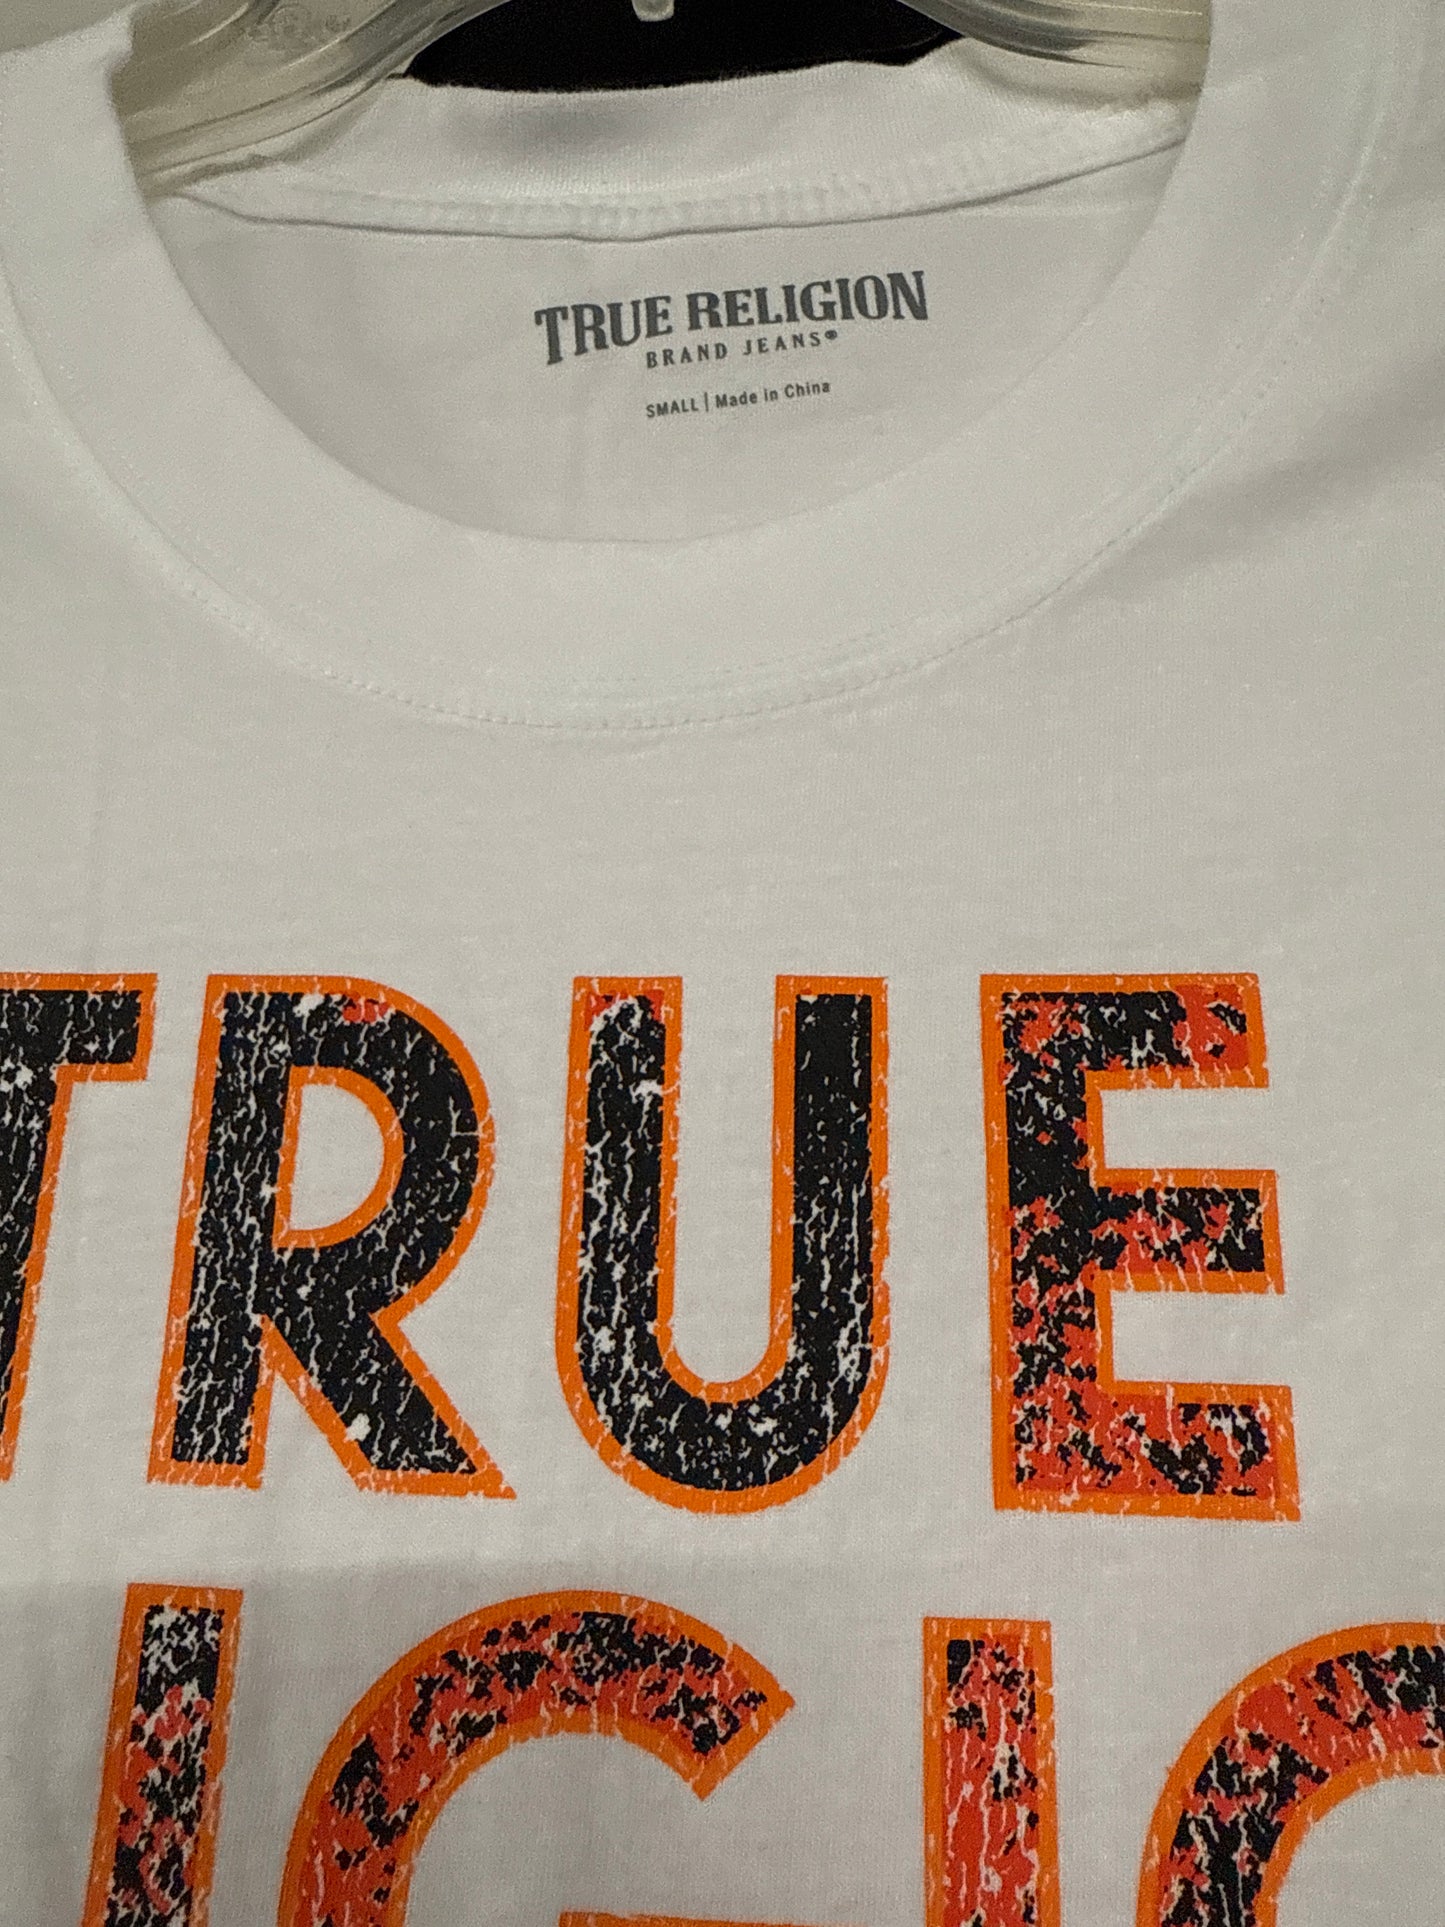 TRUE RELIGION
BRAND JEANS®
SMALL | Made in China
TRUE